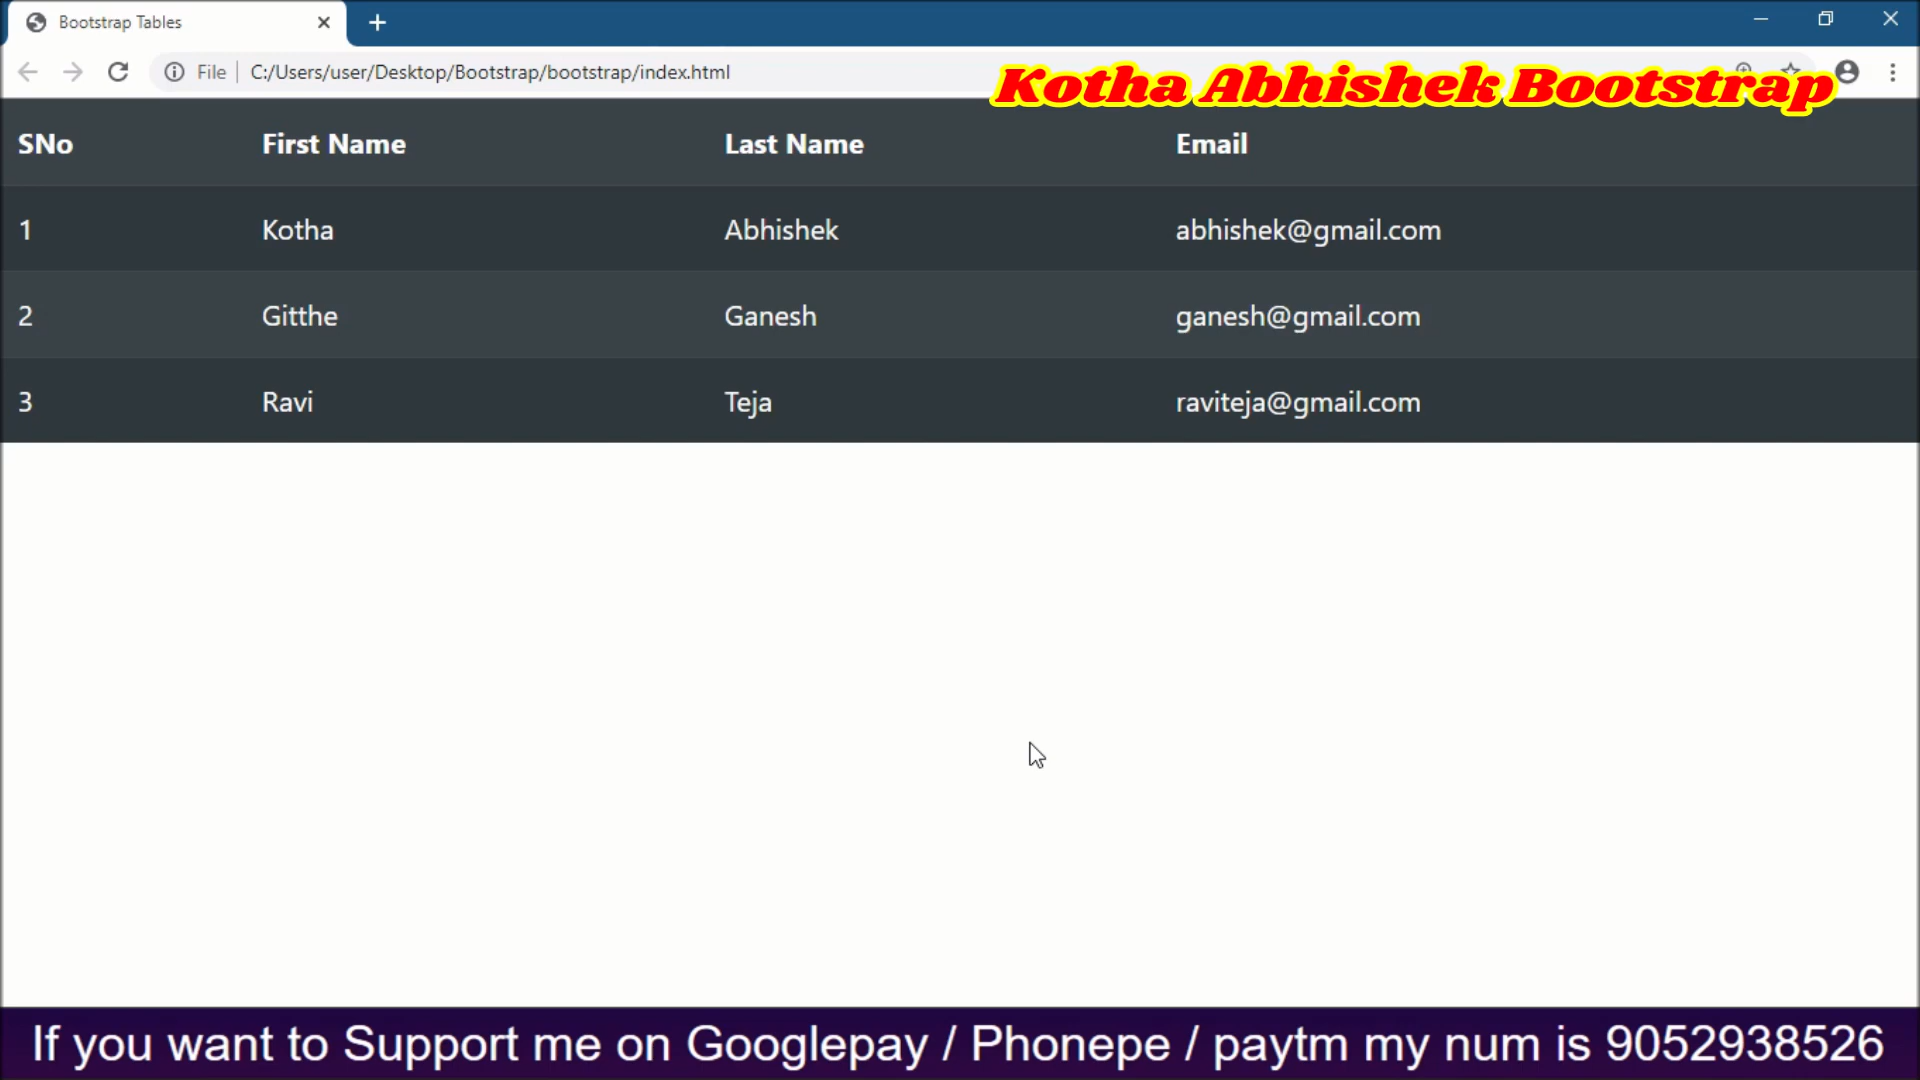 Bootstrap Tables
File C:/Users/user/Desktop/Bootstrap/bootstrap/index.html
Kotha Abhishek Bootstrap
SNo First Name Last Name Email
1 Kotha Abhishek abhishek@gmail.com
2 Gitthe Ganesh ganesh@gmail.com
3 Ravi Teja raviteja@gmail.com
If you want to Support me on Googlepay / Phonepe / paytm my num is 9052938526